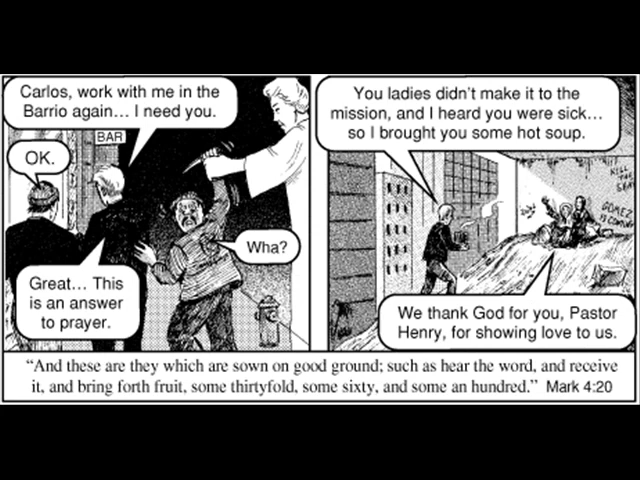 Carlos, work with me in the
Barrio again... I need you.
BAR
OK.
Wha?
Great... This
is an answer
to prayer.
You ladies didn't make it to the
mission, and I heard you were sick...
so I brought you some hot soup.
KILL
THE
GOMEZ
We thank God for you, Pastor
Henry, for showing love to us.
“And these are they which are sown on good ground; such as hear the word, and receive
it, and bring forth fruit, some thirtyfold, some sixty, and some an hundred.” Mark 4:20